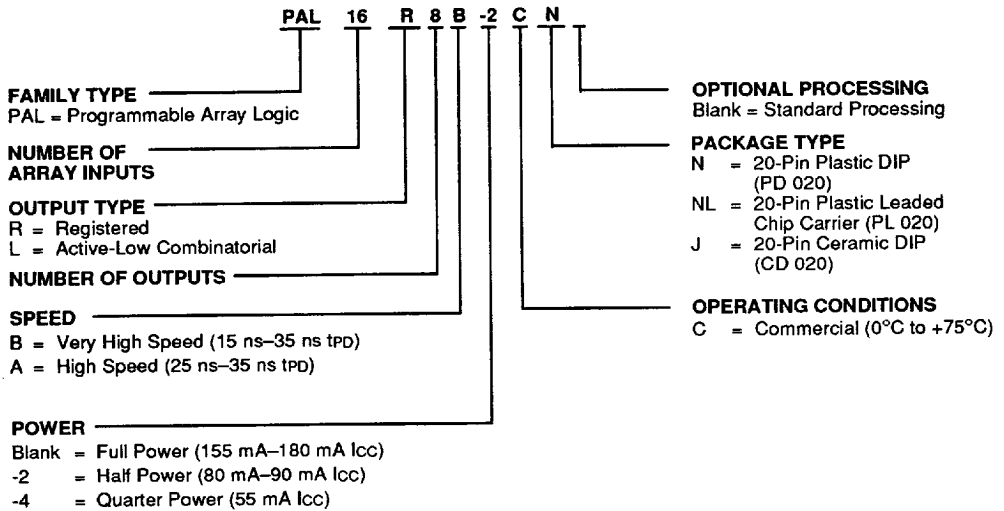 PAL 16 R 8 B -2 C N
FAMILY TYPE
PAL = Programmable Array Logic
NUMBER OF
ARRAY INPUTS
OUTPUT TYPE
R = Registered
L = Active-Low Combinatorial
NUMBER OF OUTPUTS
SPEED
B = Very High Speed (15 ns–35 ns tPD)
A = High Speed (25 ns–35 ns tPD)
POWER
Blank = Full Power (155 mA–180 mA ICC)
-2 = Half Power (80 mA–90 mA ICC)
-4 = Quarter Power (55 mA ICC)
OPTIONAL PROCESSING
Blank = Standard Processing
PACKAGE TYPE
N = 20-Pin Plastic DIP
(PD 020)
NL = 20-Pin Plastic Leaded
Chip Carrier (PL 020)
J = 20-Pin Ceramic DIP
(CD 020)
OPERATING CONDITIONS
C = Commercial (0°C to +75°C)